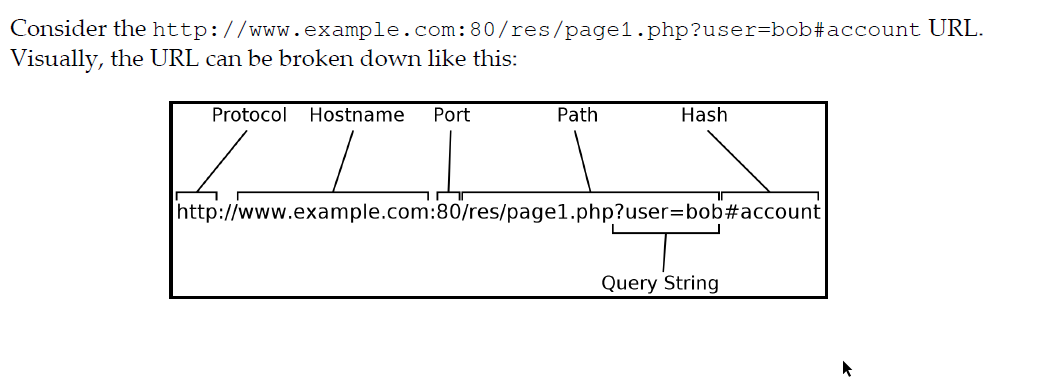 Consider the http://www.example.com:80/res/page1.php?user=bob#account URL.
Visually, the URL can be broken down like this:
Protocol Hostname Port Path Hash
http://www.example.com:80/res/page1.php?user=bob#account
Query String